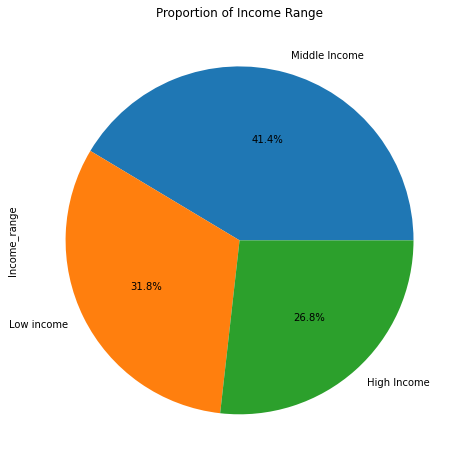 Proportion of Income Range
Middle Income
41.4%
Income_range
31.8%
26.8%
Low income
High Income